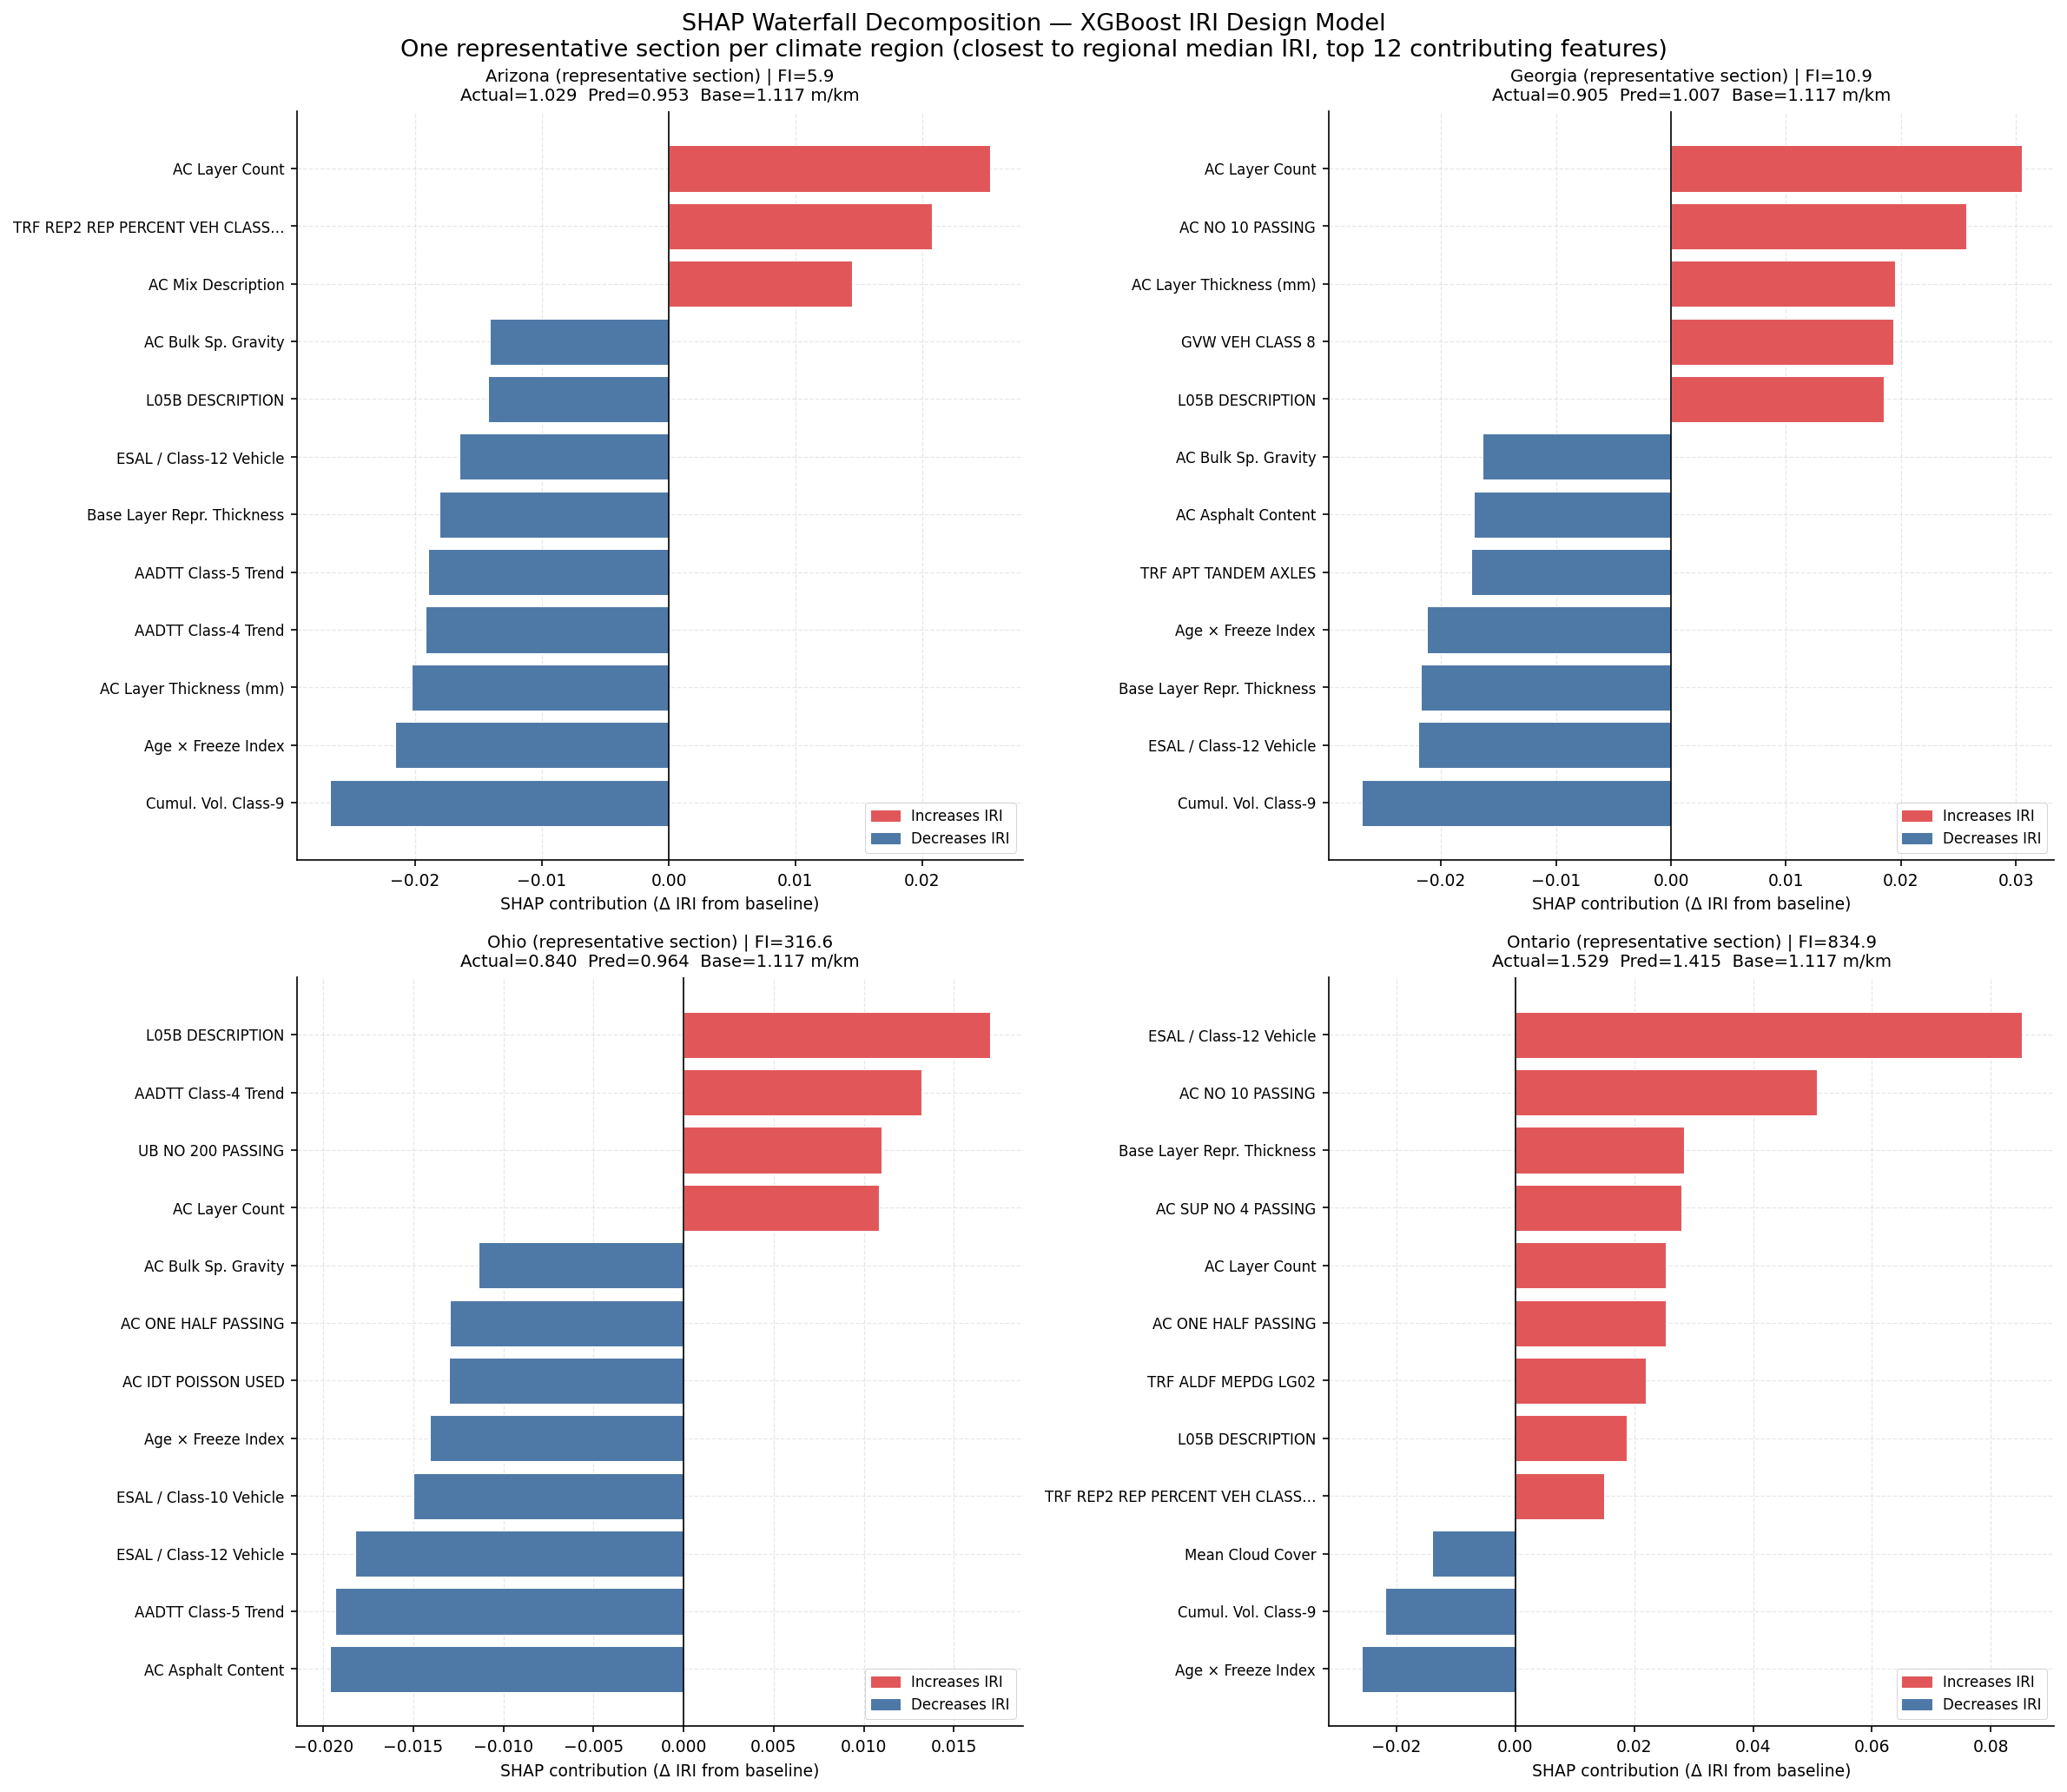 SHAP Waterfall Decomposition — XGBoost IRI Design Model
One representative section per climate region (closest to regional median IRI, top 12 contributing features)
Arizona (representative section) | FI=5.9
Actual=1.029  Pred=0.953  Base=1.117 m/km
AC Layer Count
TRF REP2 REP PERCENT VEH CLASS...
AC Mix Description
AC Bulk Sp. Gravity
L05B DESCRIPTION
ESAL / Class-12 Vehicle
Base Layer Repr. Thickness
AADTT Class-5 Trend
AADTT Class-4 Trend
AC Layer Thickness (mm)
Age × Freeze Index
Cumul. Vol. Class-9
Increases IRI
Decreases IRI
−0.02 −0.01 0.00 0.01 0.02
SHAP contribution (Δ IRI from baseline)
Georgia (representative section) | FI=10.9
Actual=0.905  Pred=1.007  Base=1.117 m/km
AC Layer Count
AC NO 10 PASSING
AC Layer Thickness (mm)
GVW VEH CLASS 8
L05B DESCRIPTION
AC Bulk Sp. Gravity
AC Asphalt Content
TRF APT TANDEM AXLES
Age × Freeze Index
Base Layer Repr. Thickness
ESAL / Class-12 Vehicle
Cumul. Vol. Class-9
Increases IRI
Decreases IRI
−0.02 −0.01 0.00 0.01 0.02 0.03
SHAP contribution (Δ IRI from baseline)
Ohio (representative section) | FI=316.6
Actual=0.840  Pred=0.964  Base=1.117 m/km
L05B DESCRIPTION
AADTT Class-4 Trend
UB NO 200 PASSING
AC Layer Count
AC Bulk Sp. Gravity
AC ONE HALF PASSING
AC IDT POISSON USED
Age × Freeze Index
ESAL / Class-10 Vehicle
ESAL / Class-12 Vehicle
AADTT Class-5 Trend
AC Asphalt Content
Increases IRI
Decreases IRI
−0.020 −0.015 −0.010 −0.005 0.000 0.005 0.010 0.015
SHAP contribution (Δ IRI from baseline)
Ontario (representative section) | FI=834.9
Actual=1.529  Pred=1.415  Base=1.117 m/km
ESAL / Class-12 Vehicle
AC NO 10 PASSING
Base Layer Repr. Thickness
AC SUP NO 4 PASSING
AC Layer Count
AC ONE HALF PASSING
TRF ALDF MEPDG LG02
L05B DESCRIPTION
TRF REP2 REP PERCENT VEH CLASS...
Mean Cloud Cover
Cumul. Vol. Class-9
Age × Freeze Index
Increases IRI
Decreases IRI
−0.02 0.00 0.02 0.04 0.06 0.08
SHAP contribution (Δ IRI from baseline)